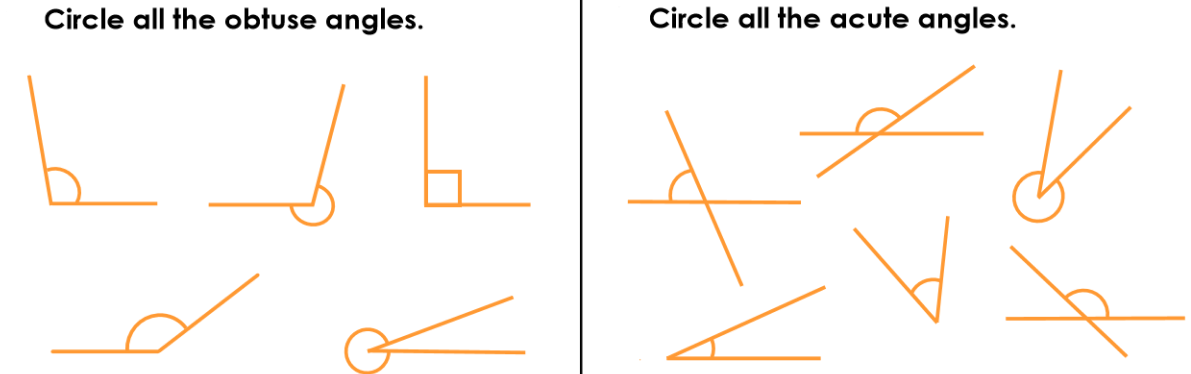 Circle all the obtuse angles.
Circle all the acute angles.